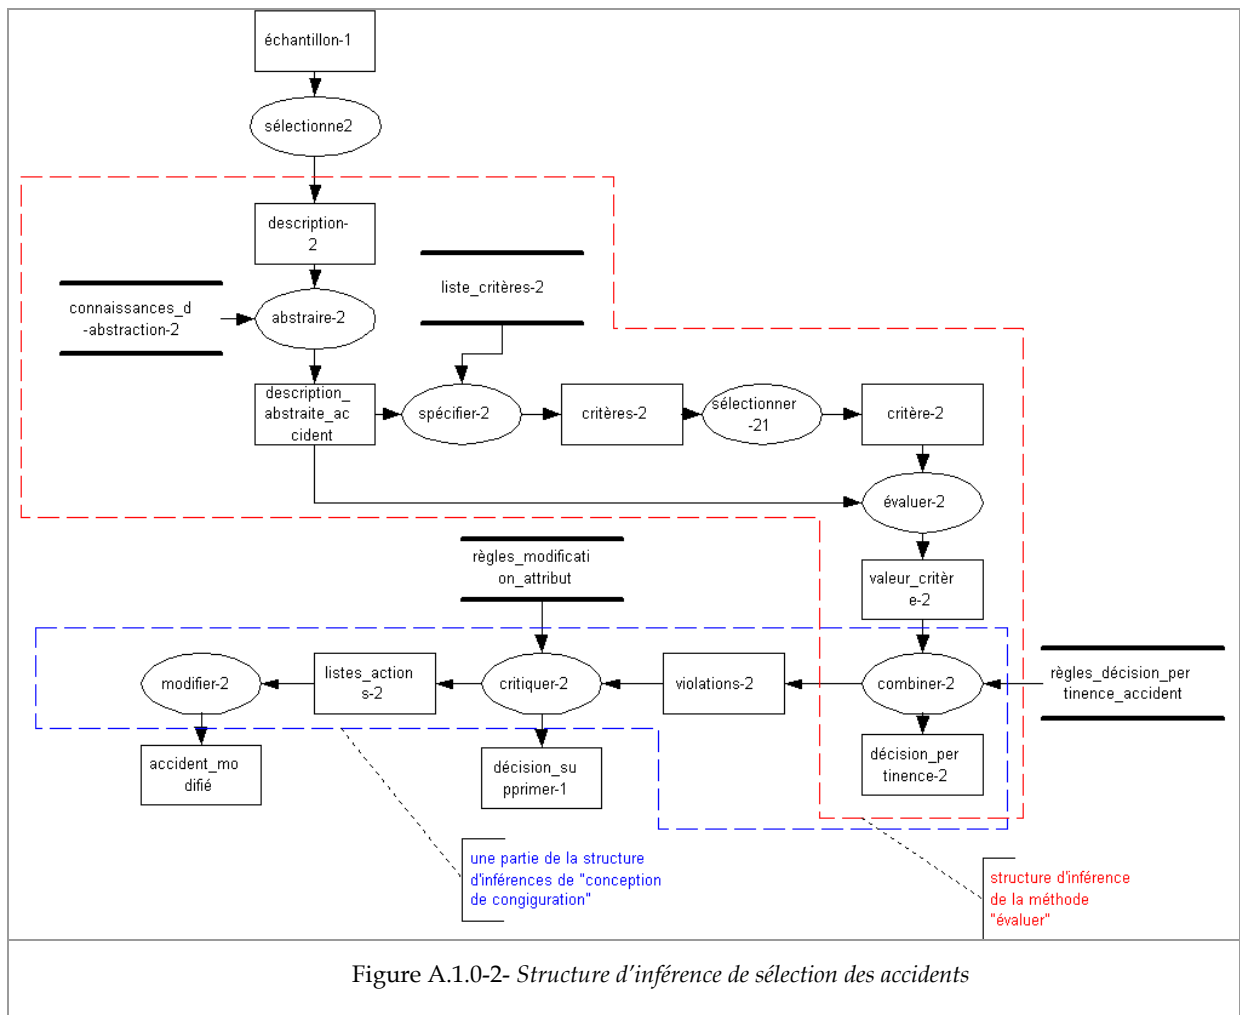 échantillon-1
sélectionne2
description-
2
liste_critères-2
connaissances_d
-abstraction-2
abstraire-2
description_
abstraite_ac
cident
spécifier-2
critères-2
sélectionner
-21
critère-2
évaluer-2
règles_modificati
on_attribut
valeur_critèr
e-2
modifier-2
listes_action
s-2
critiquer-2
violations-2
combiner-2
règles_décision_per
tinence_accident
accident_mo
difié
décision_su
pprimer-1
décision_per
tinence-2
une partie de la structure
d'inférences de "conception
de congiguration"
structure d'inférence
de la méthode
"évaluer"
Figure A.1.0-2- Structure d'inférence de sélection des accidents